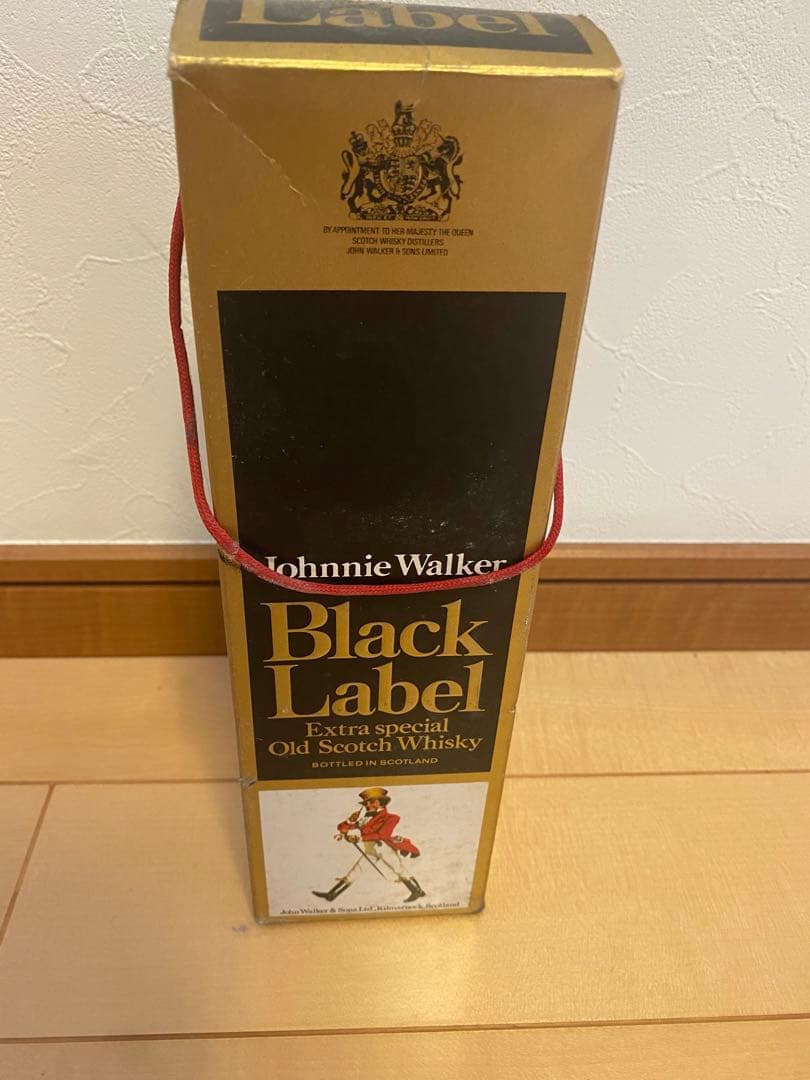 Label
BY APPOINTMENT TO HER MAJESTY THE QUEEN
SCOTCH WHISKY DISTILLERS
JOHN WALKER & SONS LIMITED
Johnnie Walker
Black
Label
Extra special
Old Scotch Whisky
BOTTLED IN SCOTLAND
John Walker & Sons Ltd, Kilmarnock, Scotland